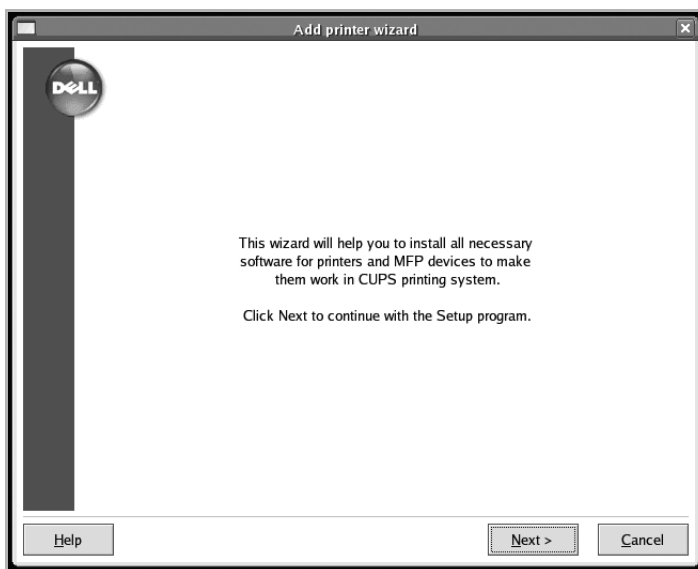 Add printer wizard
DELL
This wizard will help you to install all necessary
software for printers and MFP devices to make
them work in CUPS printing system.
Click Next to continue with the Setup program.
Help
Next >
Cancel